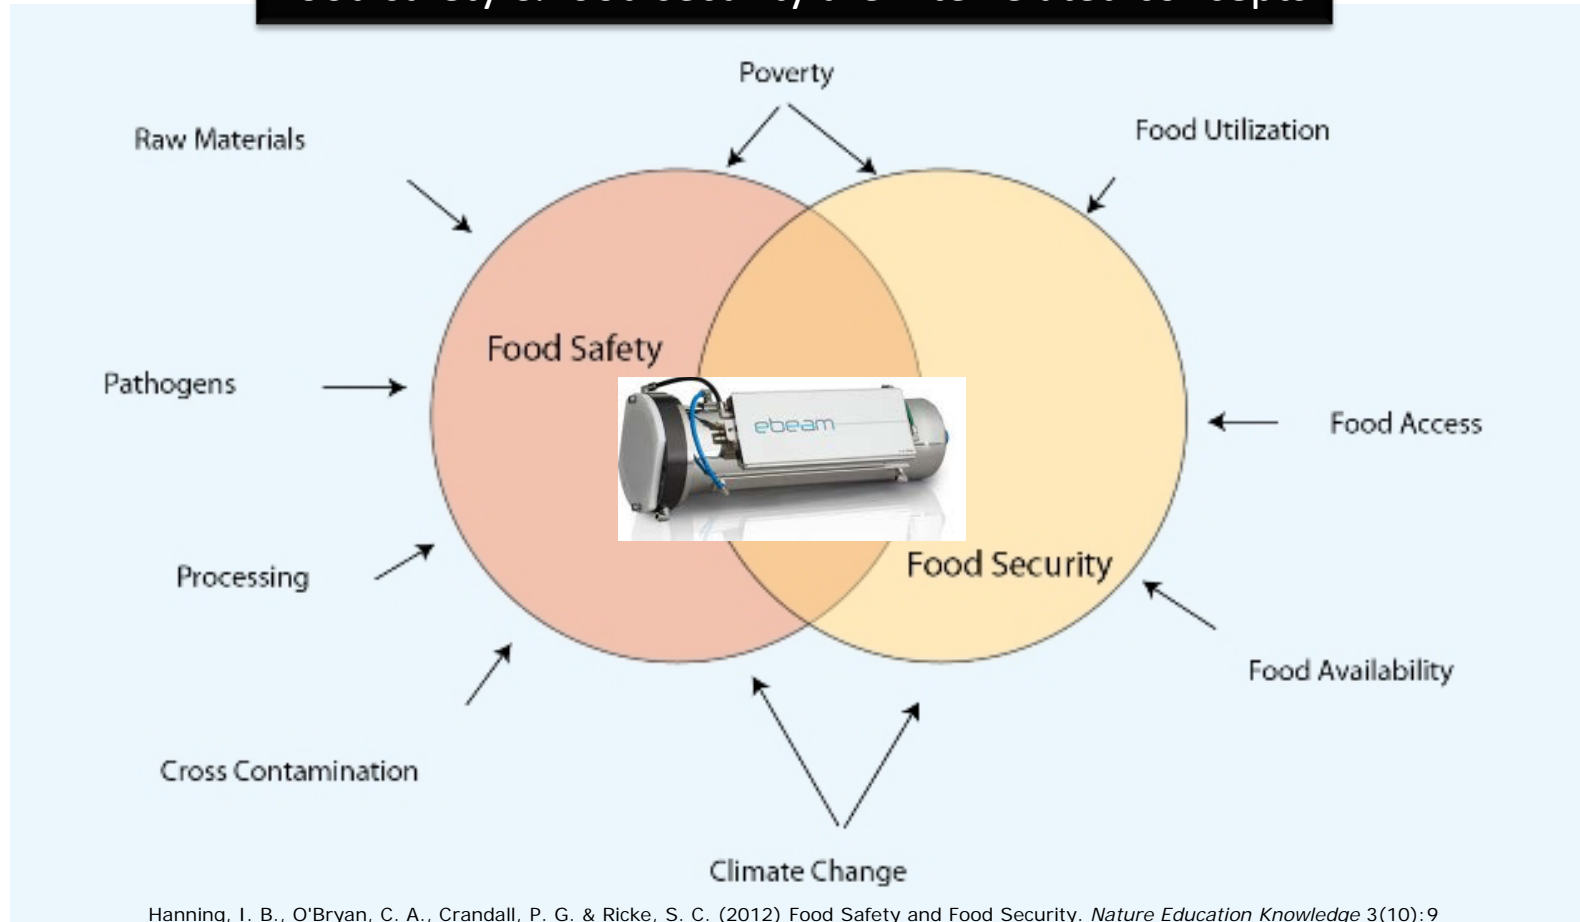 Poverty
Raw Materials
Food Utilization
Food Safety
Pathogens
ebeam
Food Access
Food Security
Processing
Food Availability
Cross Contamination
Climate Change
Hanning, I. B., O'Bryan, C. A., Crandall, P. G. & Ricke, S. C. (2012) Food Safety and Food Security. Nature Education Knowledge 3(10):9